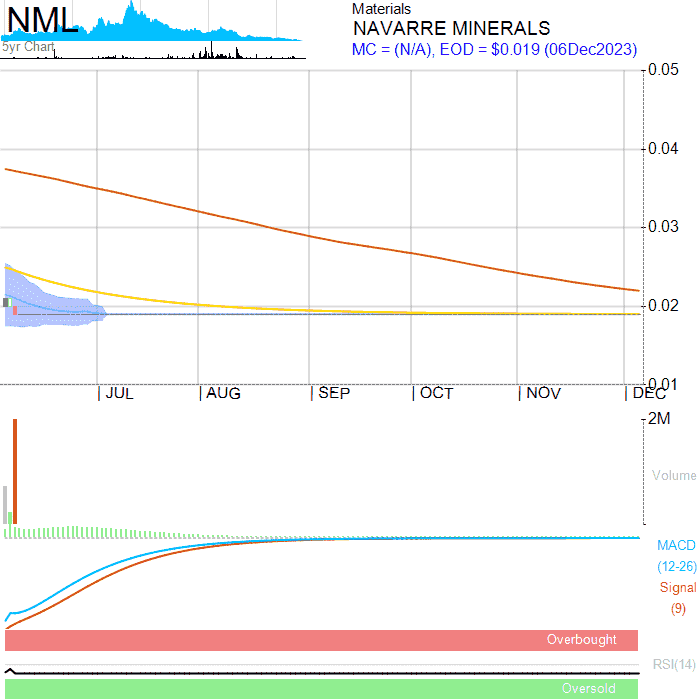 NML
5yr Chart
Materials
NAVARRE MINERALS
MC = (N/A), EOD = $0.019 (06Dec2023)
0.05
0.04
0.03
0.02
0.01
JUL AUG SEP OCT NOV DEC
2M
Volume
MACD
(12-26)
Signal
(9)
Overbought
RSI(14)
Oversold